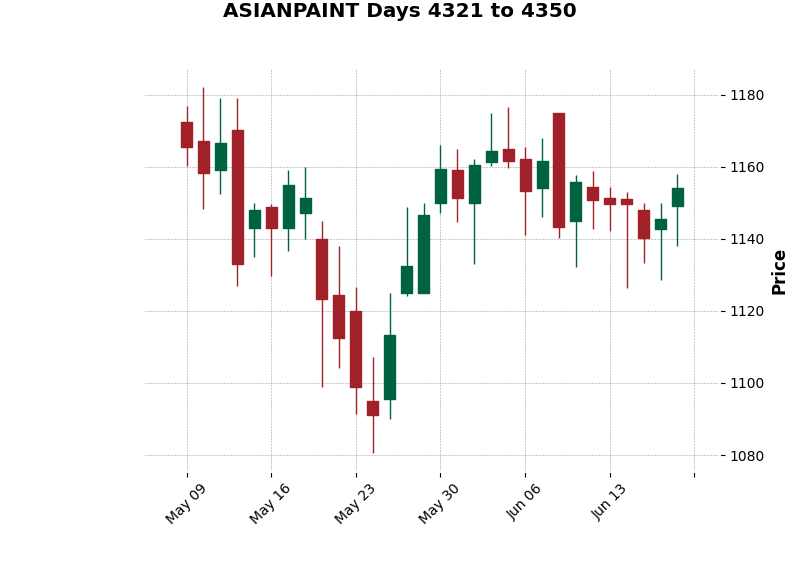 ASIANPAINT Days 4321 to 4350
1180
1160
1140
1120
1100
1080
Price
May 09
May 16
May 23
May 30
Jun 06
Jun 13